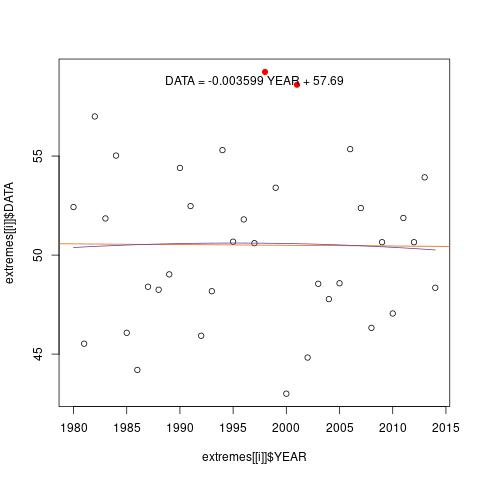 DATA = -0.003599 YEAR + 57.69
55
50
45
extremes[[i]]$DATA
1980 1985 1990 1995 2000 2005 2010 2015
extremes[[i]]$YEAR